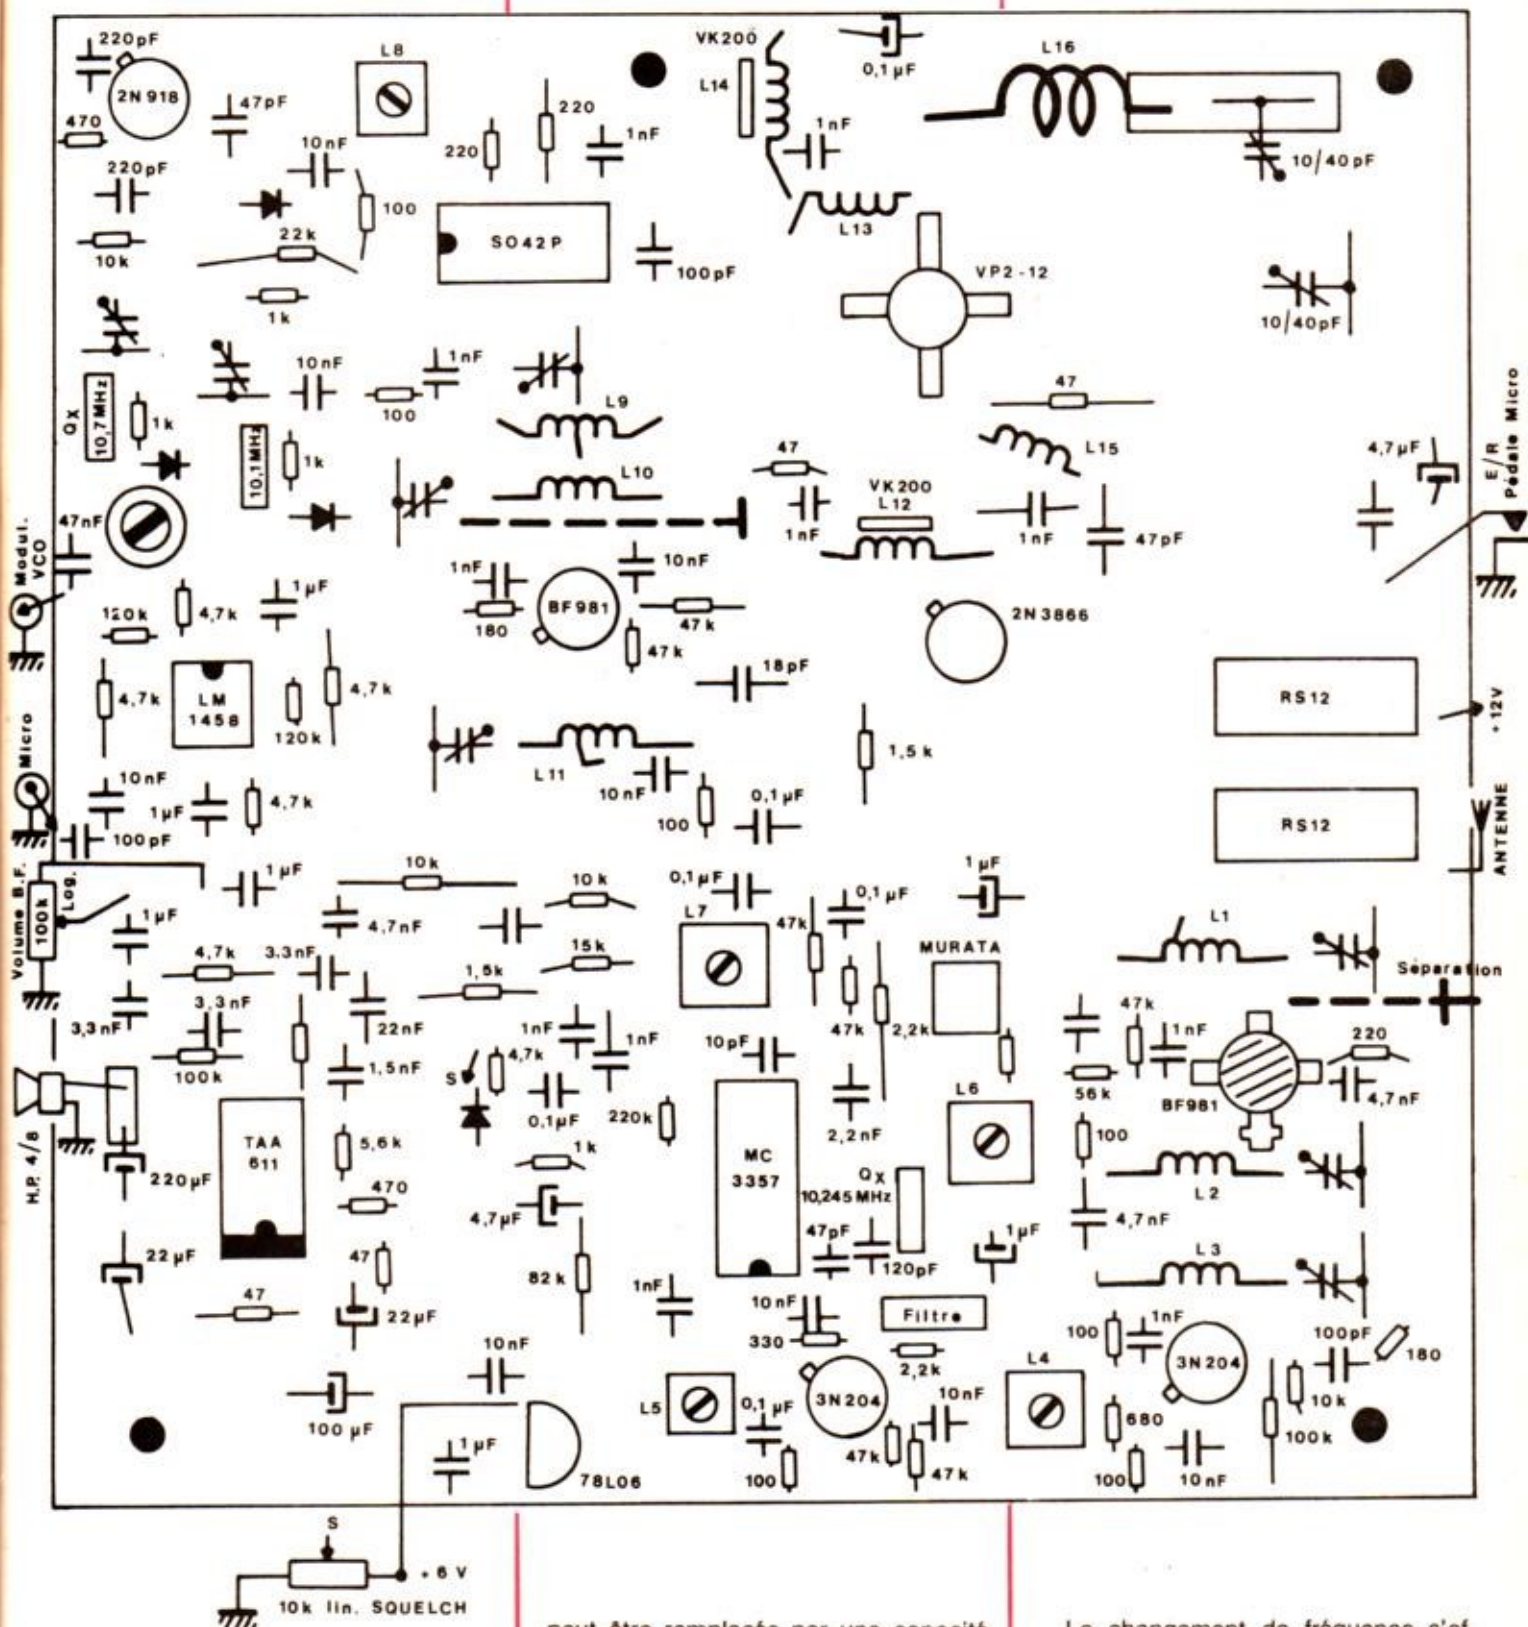 220pF
2N918
470
220pF
10k
47pF
L8
10nF
22k
100
1k
220
220
1nF
SO42P
100pF
VK200
L14
0,1µF
1nF
L13
L16
10/40pF
VP2-12
10/40pF
QX
10,7MHz
1k
10,1MHz
1k
10nF
100
1nF
L9
L10
47
1nF
VK200
L12
47
L15
1nF
47pF
4,7µF
E/R
Pédale Micro
Modul.
VCO
47nF
120k
4,7k
1µF
1nF
180
BF981
10nF
47k
47k
18pF
2N3866
4,7k
LM
1458
120k
4,7k
RS12
+12V
Micro
10nF
1µF
4,7k
100pF
L11
10nF
100
0,1µF
1,5k
RS12
ANTENNE
Volume B.F.
100k
Log.
1µF
1µF
10k
4,7nF
10k
0,1µF
L7
47k
0,1µF
1µF
MURATA
L1
Séparation
4,7k
3.3nF
15k
1,5k
3,3nF
3,3nF
22nF
100k
1,5nF
1nF
1nF
10pF
47k
2,2k
47k
1nF
220
56k
BF981
4,7nF
S
4,7k
0,1µF
220k
2,2nF
L6
100
H.P. 4/8
220µF
TAA
611
5,6k
470
1k
4,7µF
MC
3357
QX
10,245MHz
47pF
120pF
1µF
L2
4,7nF
22µF
47
47
22µF
82k
1nF
10nF
330
Filtre
2,2k
L3
100
1nF
3N204
100pF
180
10nF
100µF
1µF
78L06
L5
0,1µF
100
3N204
10nF
47k
47k
L4
680
100
10nF
10k
100k
S
+6V
10k lin. SQUELCH